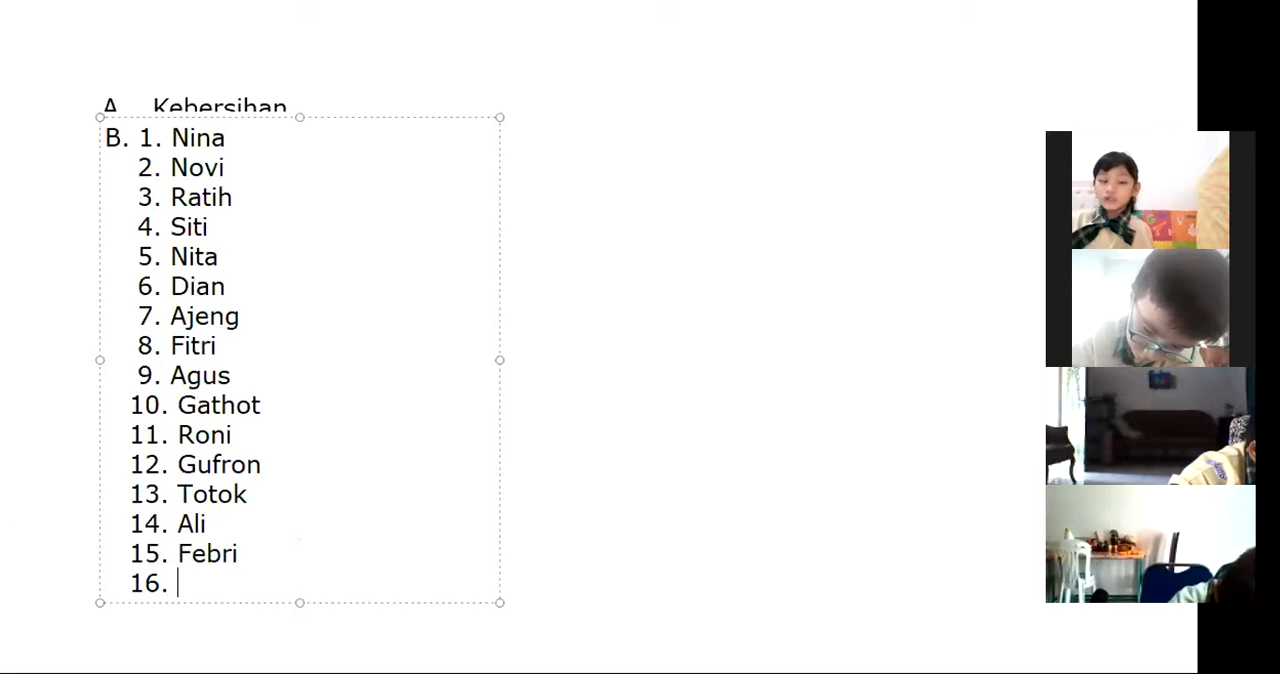 A. Kebersihan
B. 1. Nina
2. Novi
3. Ratih
4. Siti
5. Nita
6. Dian
7. Ajeng
8. Fitri
9. Agus
10. Gathot
11. Roni
12. Gufron
13. Totok
14. Ali
15. Febri
16.